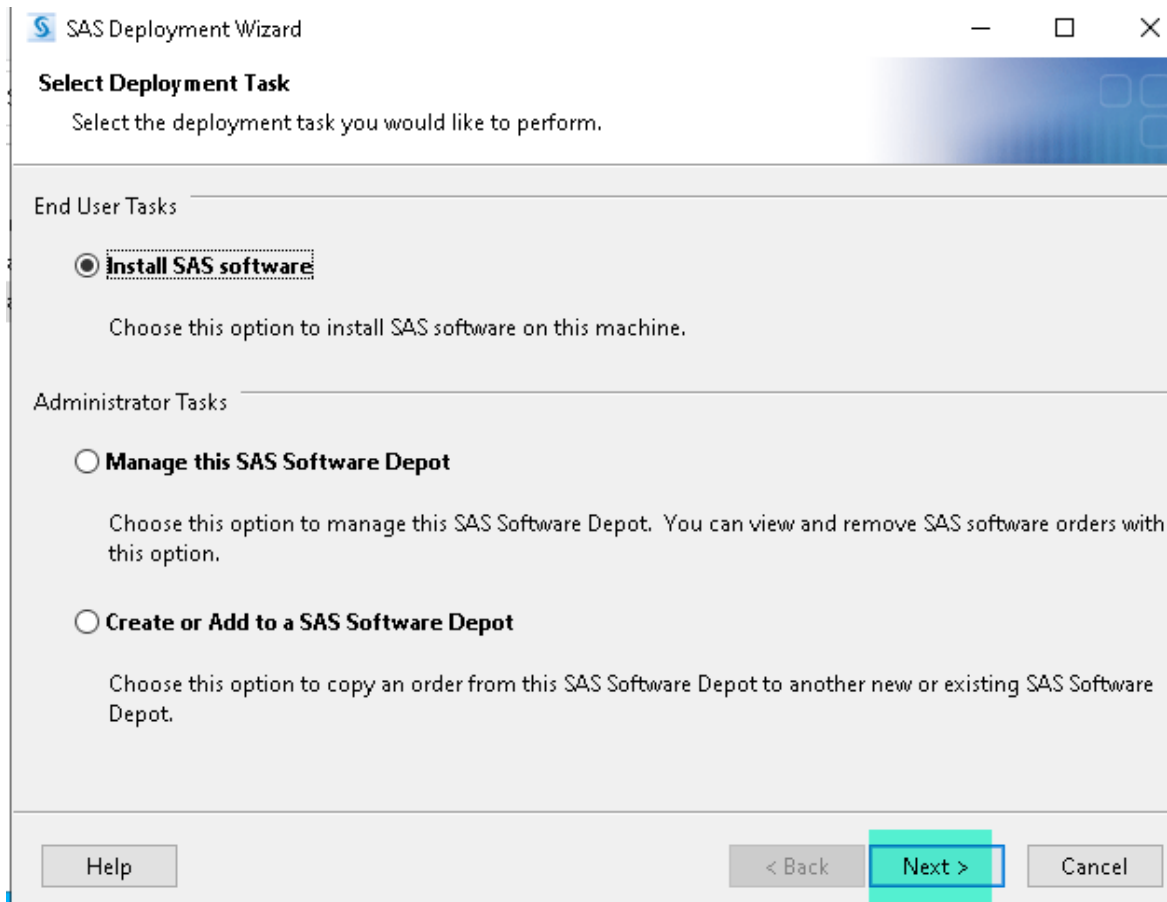 SAS Deployment Wizard
Select Deployment Task
Select the deployment task you would like to perform.
End User Tasks
Install SAS software
Choose this option to install SAS software on this machine.
Administrator Tasks
Manage this SAS Software Depot
Choose this option to manage this SAS Software Depot.  You can view and remove SAS software orders with
this option.
Create or Add to a SAS Software Depot
Choose this option to copy an order from this SAS Software Depot to another new or existing SAS Software
Depot.
Help
< Back
Next >
Cancel